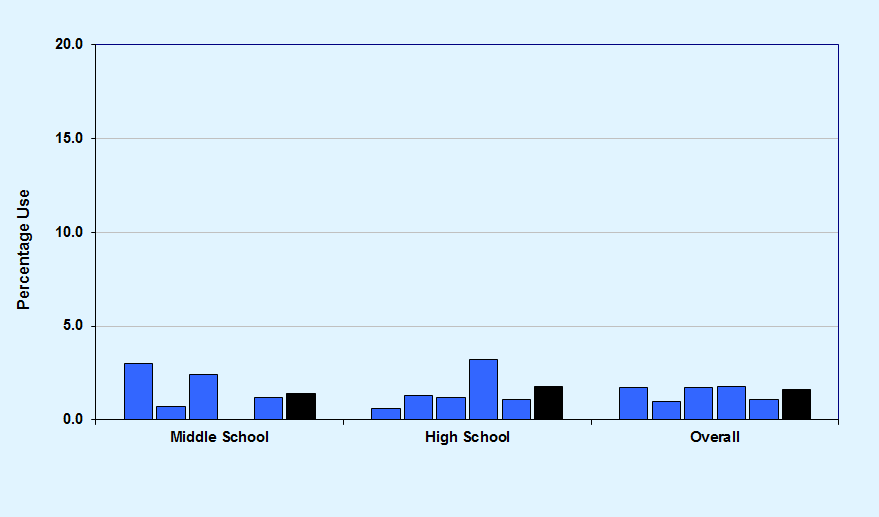 20.0
15.0
10.0
5.0
0.0
Percentage Use
Middle School
High School
Overall